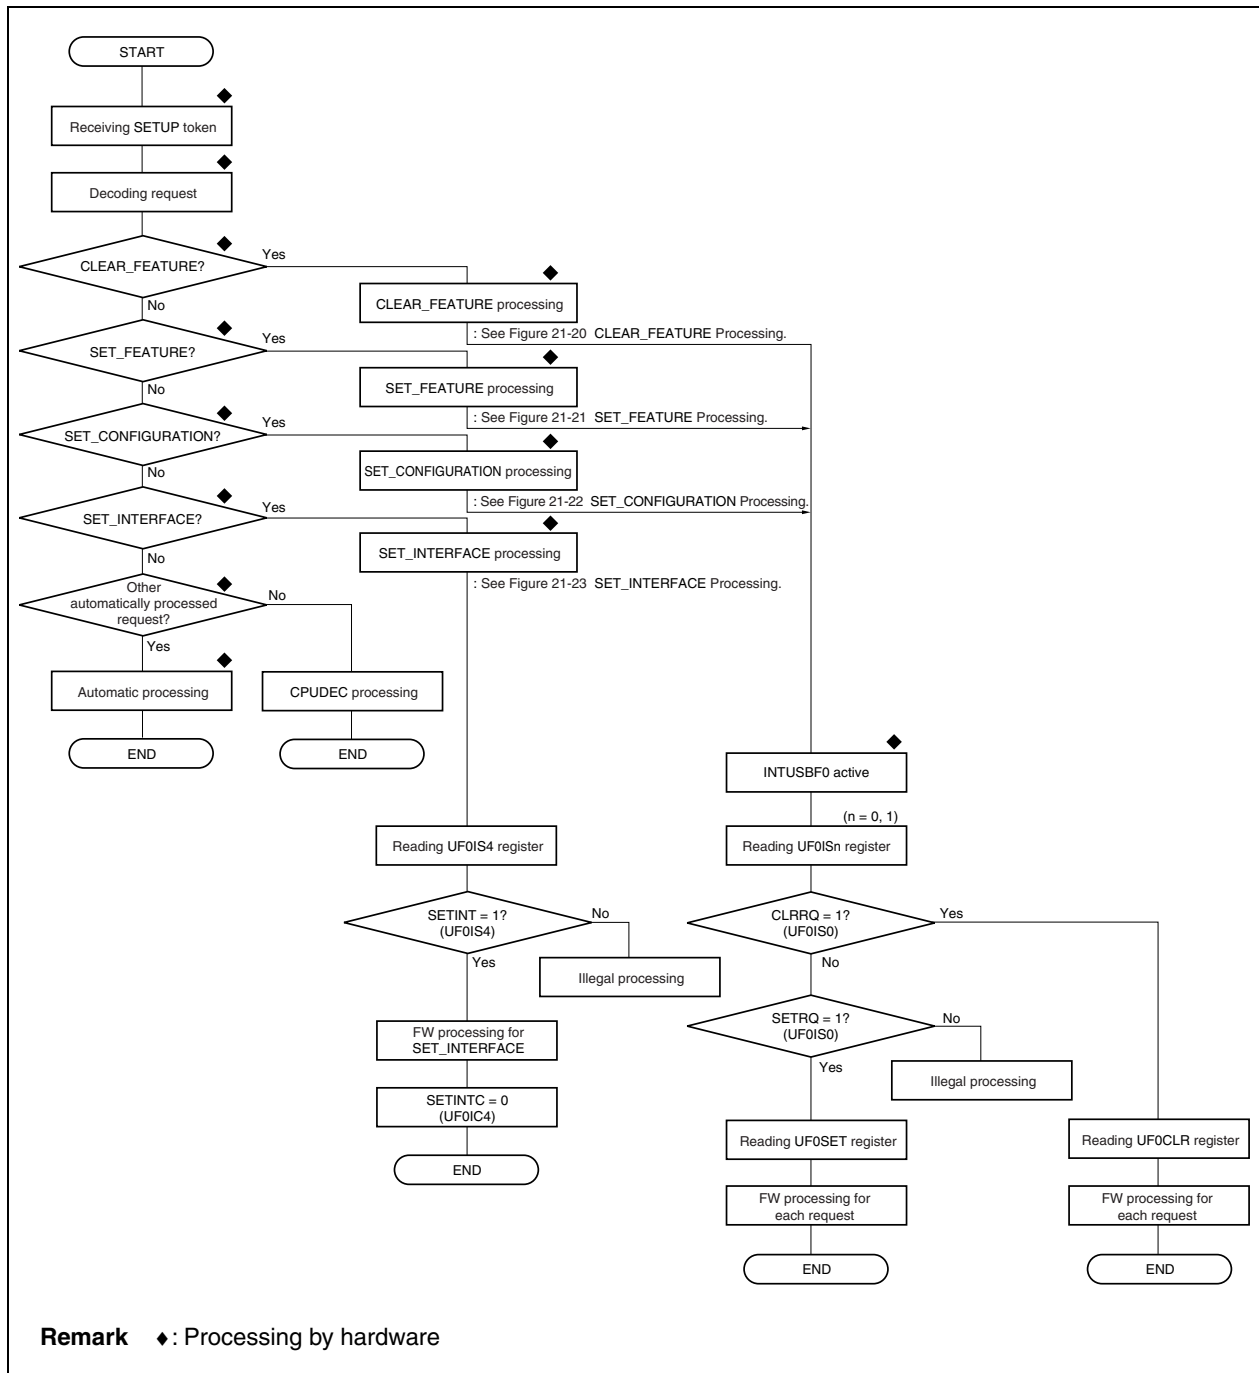 START
Receiving SETUP token
Decoding request
CLEAR_FEATURE?
Yes
No
CLEAR_FEATURE processing
: See Figure 21-20 CLEAR_FEATURE Processing.
SET_FEATURE?
Yes
No
SET_FEATURE processing
: See Figure 21-21 SET_FEATURE Processing.
SET_CONFIGURATION?
Yes
No
SET_CONFIGURATION processing
: See Figure 21-22 SET_CONFIGURATION Processing.
SET_INTERFACE?
Yes
No
SET_INTERFACE processing
: See Figure 21-23 SET_INTERFACE Processing.
Other
automatically processed
request?
No
Yes
Automatic processing
END
CPUDEC processing
END
Reading UF0IS4 register
SETINT = 1?
(UF0IS4)
No
Yes
Illegal processing
FW processing for
SET_INTERFACE
SETINTC = 0
(UF0IC4)
END
INTUSBF0 active
(n = 0, 1)
Reading UF0ISn register
CLRRQ = 1?
(UF0IS0)
Yes
No
SETRQ = 1?
(UF0IS0)
No
Yes
Illegal processing
Reading UF0SET register
FW processing for
each request
END
Reading UF0CLR register
FW processing for
each request
END
Remark ♦: Processing by hardware